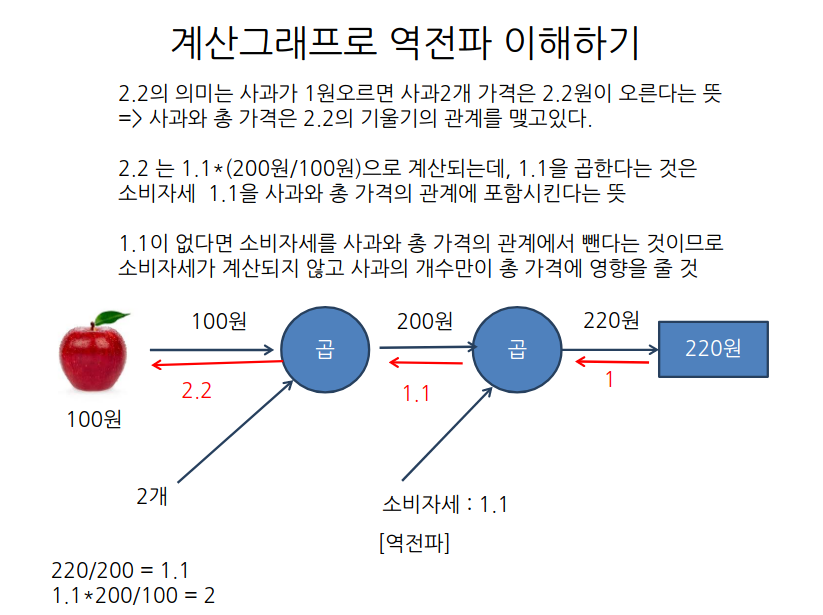 계산그래프로 역전파 이해하기
2.2의 의미는 사과가 1원오르면 사과2개 가격은 2.2원이 오른다는 뜻
=> 사과와 총 가격은 2.2의 기울기의 관계를 맺고있다.
2.2 는 1.1*(200원/100원)으로 계산되는데, 1.1을 곱한다는 것은
소비자세  1.1을 사과와 총 가격의 관계에 포함시킨다는 뜻
1.1이 없다면 소비자세를 사과와 총 가격의 관계에서 뺀다는 것이므로
소비자세가 계산되지 않고 사과의 개수만이 총 가격에 영향을 줄 것
100원
200원
220원
곱
곱
220원
2.2
1.1
1
100원
2개
소비자세 : 1.1
[역전파]
220/200 = 1.1
1.1*200/100 = 2